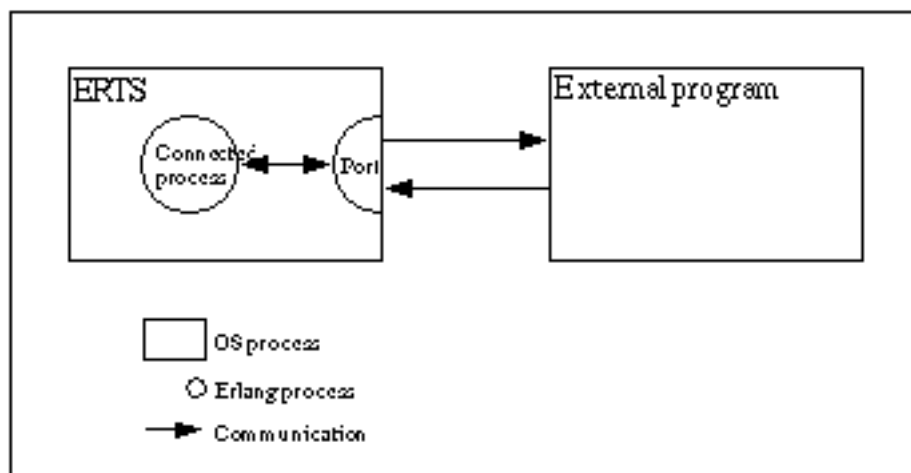 ERTS
External program
Connected
process
Port
OS process
Erlang process
Communication